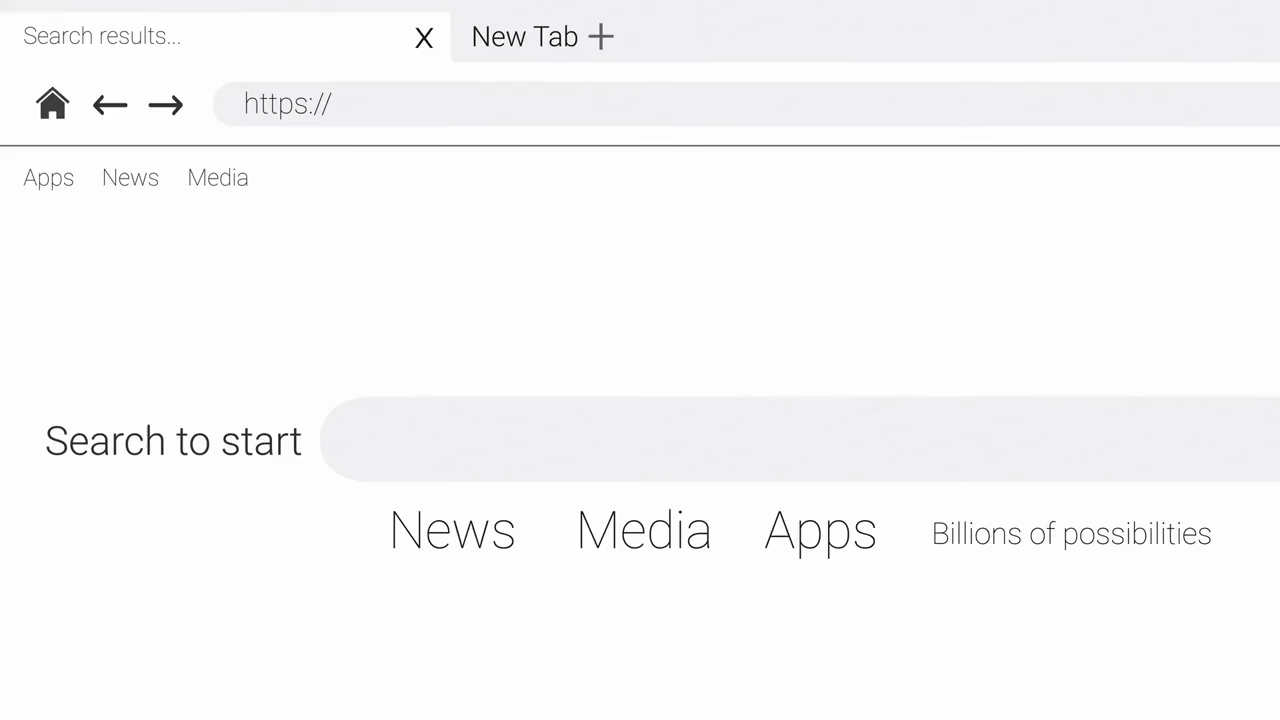 Search results... X New Tab +
https://
Apps News Media
Search to start
News Media Apps Billions of possibilities